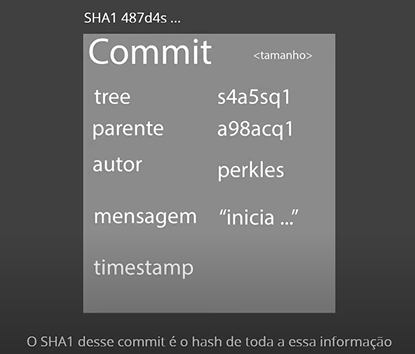 SHA1 487d4s ...
Commit <tamanho>
tree s4a5sq1
parente a98acq1
autor perkles
mensagem “inicia ...”
timestamp
O SHA1 desse commit é o hash de toda a essa informação